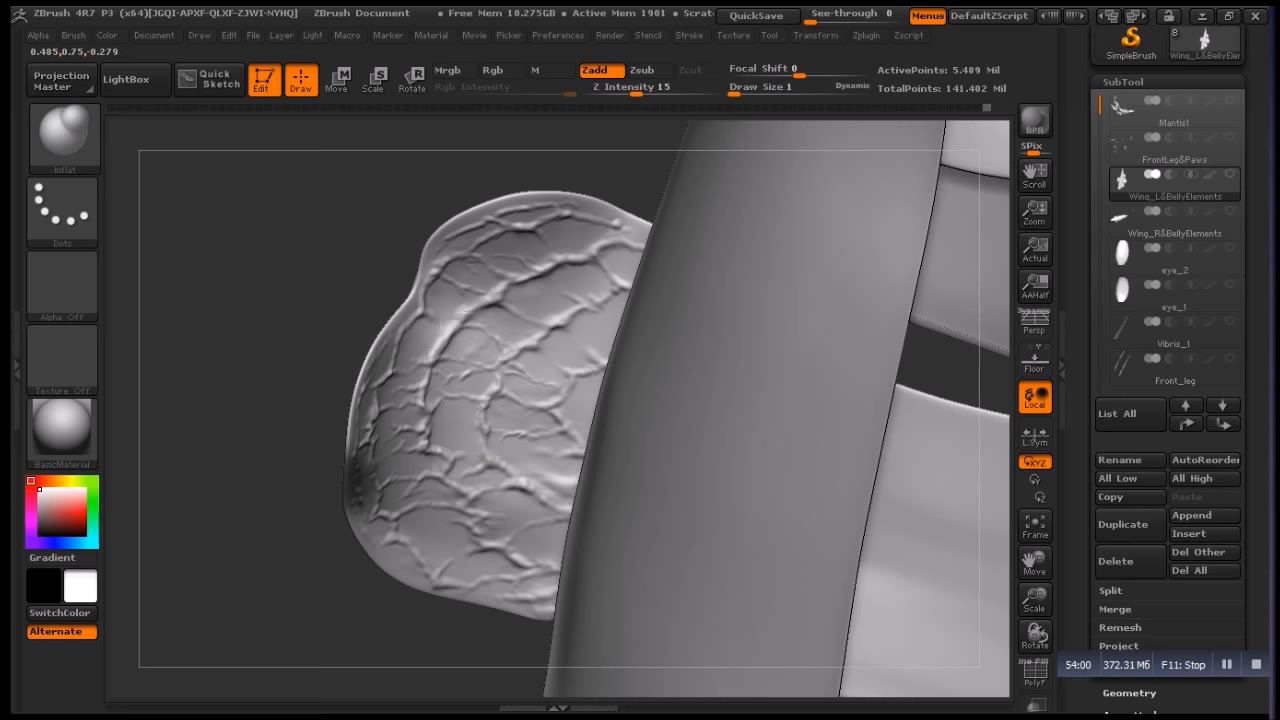 ZBrush 4R7 P3 (x64)[JGQI-APXF-QLXF-ZJWI-NYHQ] ZBrush Document • Free Mem 10.275GB • Active Mem 1901 • Scrat QuickSave See-through 0 Menus DefaultZScript
Alpha Brush Color Document Draw Edit File Layer Light Macro Marker Material Movie Picker Preferences Render Stencil Stroke Texture Tool Transform Zplugin Zscript
0.485,0.75,-0.279
Projection Master
LightBox
Quick Sketch
Edit
Draw
Move
Scale
Rotate
Mrgb Rgb M
Rgb Intensity
Zadd Zsub Zcut
Z Intensity 15
Focal Shift 0
Draw Size 1 Dynamic
ActivePoints: 5.489 Mil
TotalPoints: 141.402 Mil
Inflat
Dots
Alpha Off
Texture Off
BasicMaterial
Gradient
SwitchColor
Alternate
BPR
SPix
Scroll
Zoom
Actual
AAHalf
Dynamic
Persp
Floor
Local
L.Sym
XYZ
Frame
Move
Scale
Rotate
PolyF
8
SimpleBrush Wing_L&BellyEler
SubTool
Mantis1
FrontLeg&Paws
Wing_L&BellyElements
Wing_R&BellyElements
eye_2
eye_1
Vibris_1
Front_leg
List All
Rename AutoReorder
All Low All High
Copy Paste
Duplicate
Append
Insert
Delete
Del Other
Del All
Split
Merge
Remesh
Project
54:00 372.31Мб F11: Stop
Geometry